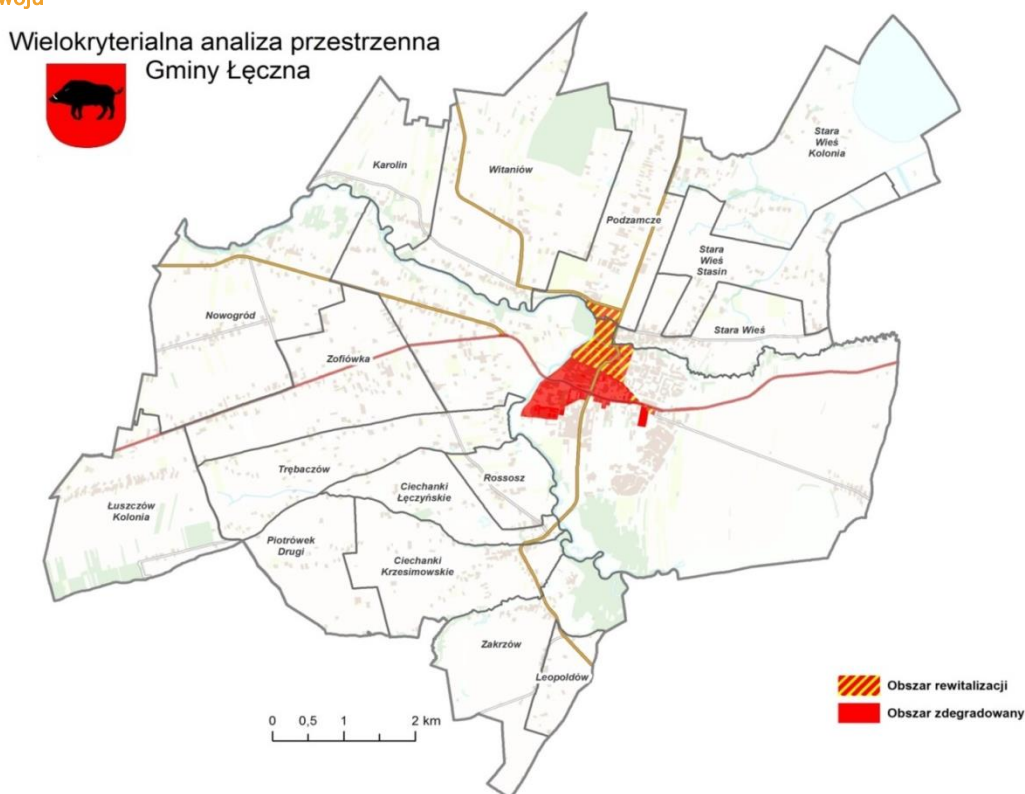 woju
Wielokryterialna analiza przestrzenna
Gminy Łęczna
Karolin
Witaniów
Podzamcze
Stara
Wieś
Kolonia
Stara
Wieś
Stasin
Stara Wieś
Nowogród
Zofiówka
Trębaczów
Ciechanki
Łęczyńskie
Rossosz
Łuszczów
Kolonia
Piotrówek
Drugi
Ciechanki
Krzesimowskie
Zakrzów
Leopoldów
Obszar rewitalizacji
Obszar zdegradowany
0 0,5 1 2 km